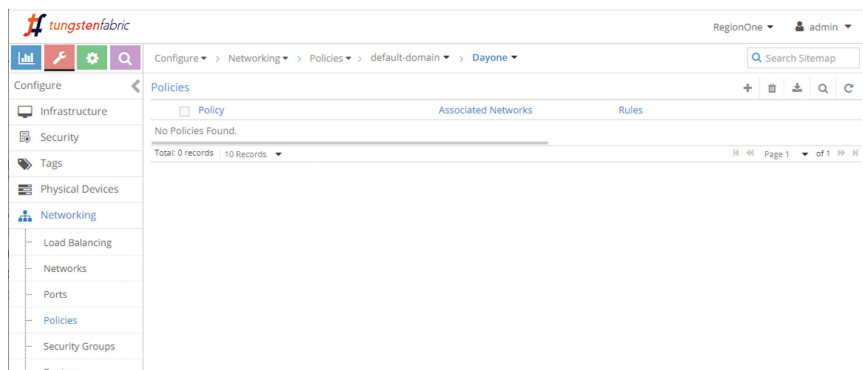 tungstenfabric
RegionOne
admin
Configure > Networking > Policies > default-domain > Dayone
Search Sitemap
Configure
Policies
Infrastructure
Policy Associated Networks Rules
Security
No Policies Found.
Total: 0 records 10 Records Page 1 of 1
Tags
Physical Devices
Networking
Load Balancing
Networks
Ports
Policies
Security Groups